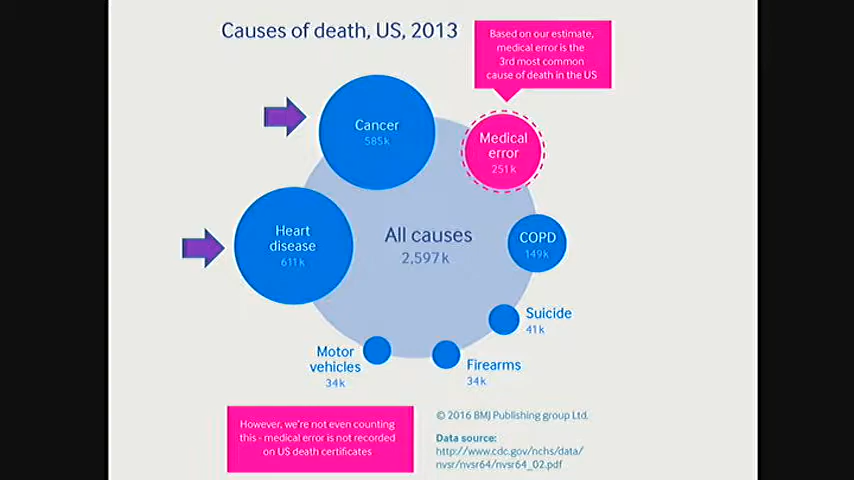 Causes of death, US, 2013
Based on our estimate,
medical error is the
3rd most common
cause of death in the US
Cancer
585k
Medical
error
251k
Heart
disease
611k
All causes
2,597k
COPD
149k
Suicide
41k
Motor
vehicles
34k
Firearms
34k
However, we're not even counting
this - medical error is not recorded
on US death certificates
© 2016 BMJ Publishing group Ltd.
Data source:
http://www.cdc.gov/nchs/data/
nvsr/nvsr64/nvsr64_02.pdf